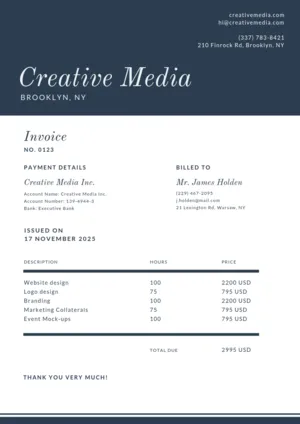 creativemedia.com
hi@creativemedia.com
(337) 783-8421
210 Finrock Rd, Brooklyn, NY
Creative Media
BROOKLYN, NY
Invoice
NO. 0123
PAYMENT DETAILS
BILLED TO
Creative Media Inc.
Mr. James Holden
Account Name: Creative Media Inc.
(229) 467-2095
Account Number: 124-4944-3
j.holden@mail.com
Bank: Executive Bank
21 Lexington Rd, Warsaw, NY
ISSUED ON
17 NOVEMBER 2025
DESCRIPTION HOURS PRICE
Website design 100 2200 USD
Logo design 75 795 USD
Branding 100 2200 USD
Marketing Collaterals 75 795 USD
Event Mock-ups 100 795 USD
TOTAL DUE 2995 USD
THANK YOU VERY MUCH!